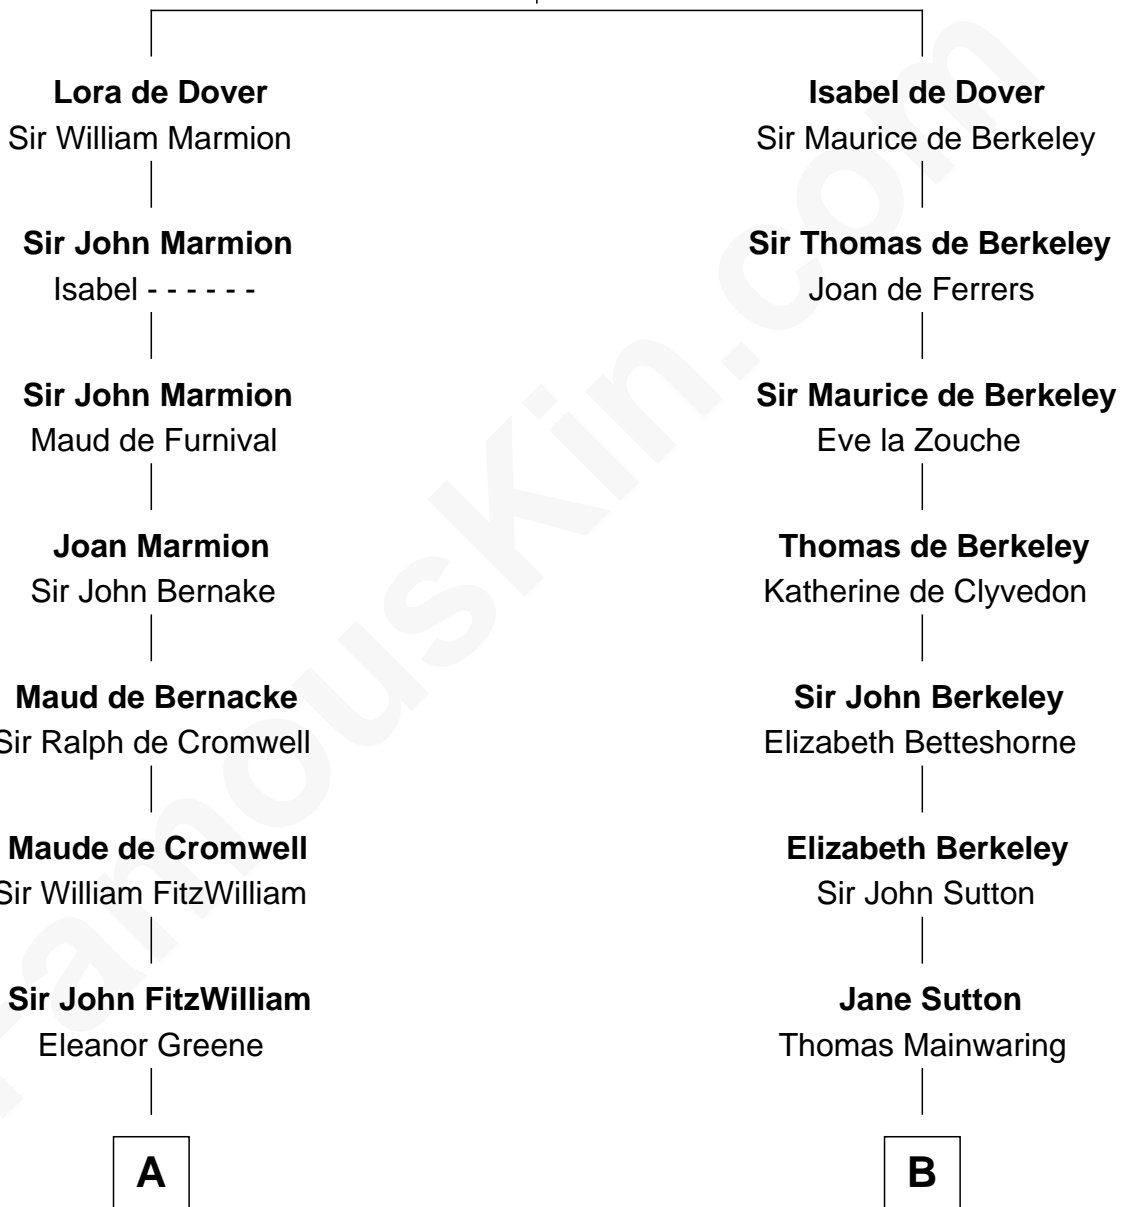 Lora de Dover
Sir William Marmion
Sir John Marmion
Isabel - - - - - -
Sir John Marmion
Maud de Furnival
Joan Marmion
Sir John Bernake
Maud de Bernacke
Sir Ralph de Cromwell
Maude de Cromwell
Sir William FitzWilliam
Sir John FitzWilliam
Eleanor Greene
A
Isabel de Dover
Sir Maurice de Berkeley
Sir Thomas de Berkeley
Joan de Ferrers
Sir Maurice de Berkeley
Eve la Zouche
Thomas de Berkeley
Katherine de Clyvedon
Sir John Berkeley
Elizabeth Betteshorne
Elizabeth Berkeley
Sir John Sutton
Jane Sutton
Thomas Mainwaring
B
FamousKin.com